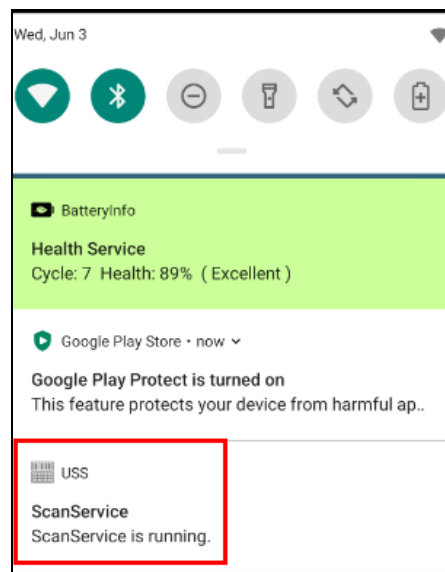 Wed, Jun 3
BatteryInfo
Health Service
Cycle: 7 Health: 89% ( Excellent )
Google Play Store • now
Google Play Protect is turned on
This feature protects your device from harmful ap..
USS
ScanService
ScanService is running.